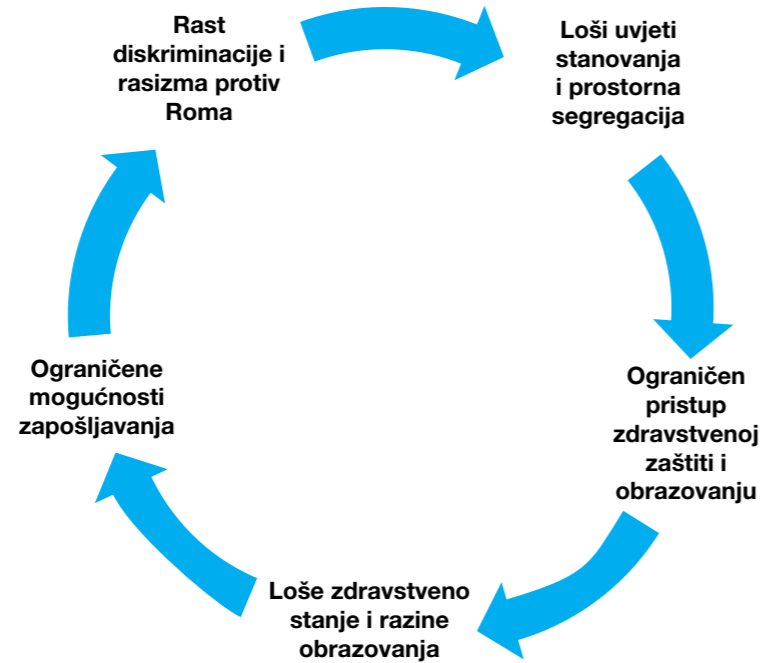 Rast
diskriminacije i
rasizma protiv
Roma
Loši uvjeti
stanovanja
i prostorna
segregacija
Ograničen
pristup
zdravstvenoj
zaštiti i
obrazovanju
Loše zdravstveno
stanje i razine
obrazovanja
Ograničene
mogućnosti
zapošljavanja